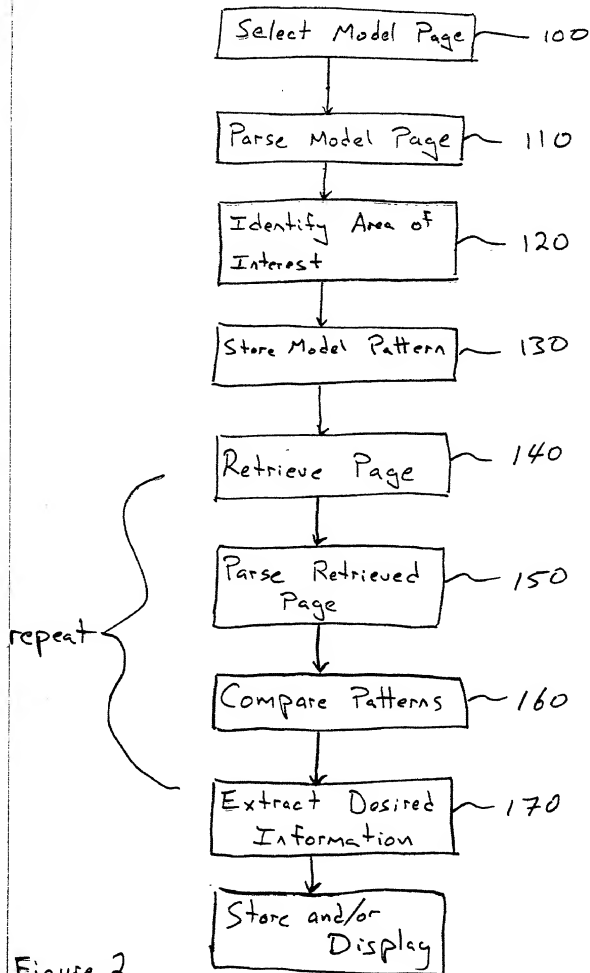 Select Model Page 100
Parse Model Page 110
Identify Area of
Interest
120
Store Model Pattern 130
Retrieve Page 140
Parse Retrieved
Page
150
repeat
Compare Patterns 160
Extract Desired
Information
170
Store and/or
Display
Figure 2